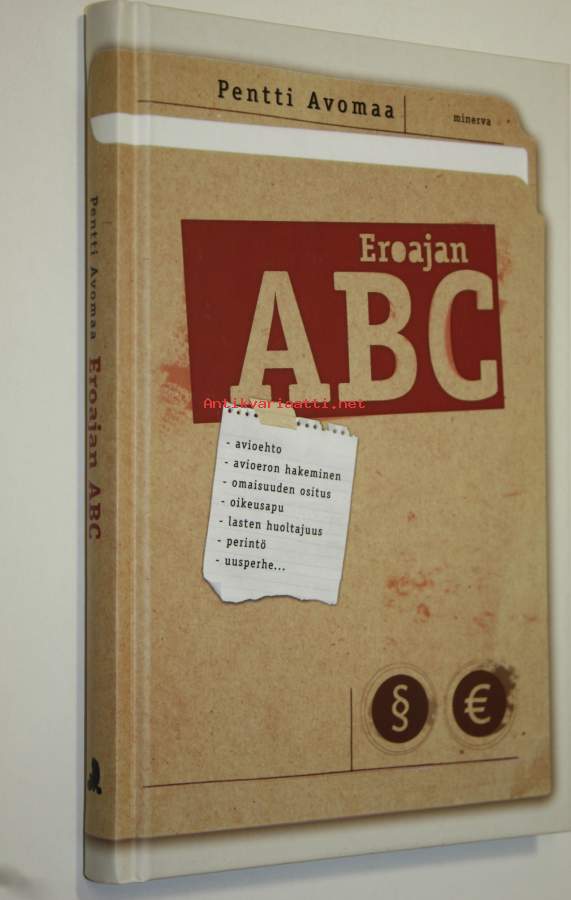 Pentti Avomaa
minerva
Eroajan
ABC
Antikvariaatti.net
- avioehto
- avioeron hakeminen
- omaisuuden ositus
- oikeusapu
- lasten huoltajuus
- perintö
- uusperhe...
§ €
Pentti Avomaa Eroajan ABC